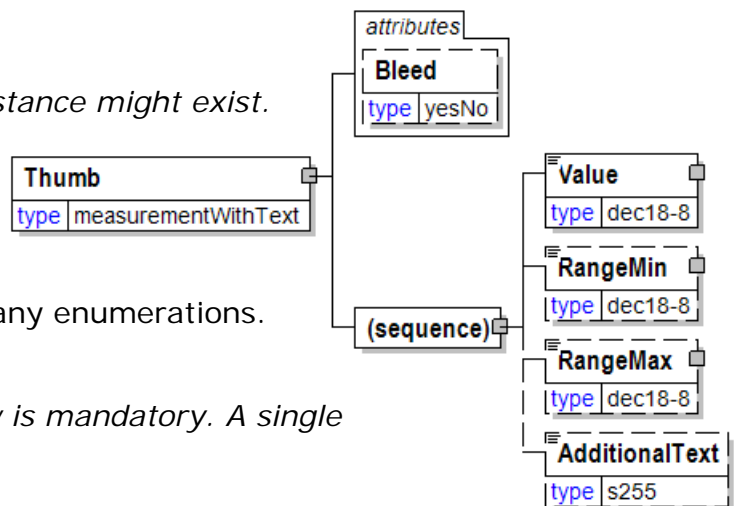 attributes
Bleed
type yesNo
stance might exist.
Thumb
type measurementWithText
Value
type dec18-8
RangeMin
type dec18-8
any enumerations.
(sequence)
RangeMax
type dec18-8
y is mandatory. A single
AdditionalText
type s255